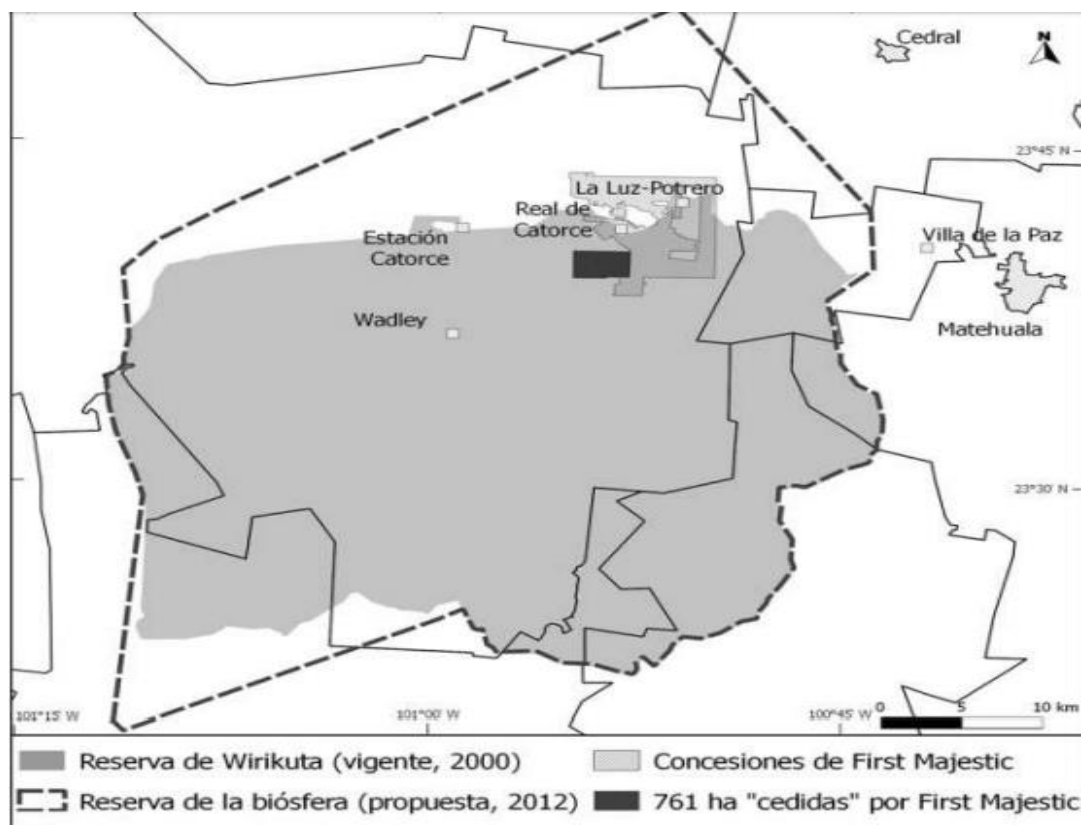 Cedral
N
23°45' N
La Luz-Potrero
Real de
Catorce
Estación
Catorce
Villa de la Paz
Wadley
Matehuala
23°30' N
101°15' W
101°00' W
100°45' W
0 5 10 km
Reserva de Wirikuta (vigente, 2000)
Concesiones de First Majestic
Reserva de la biósfera (propuesta, 2012)
761 ha "cedidas" por First Majestic